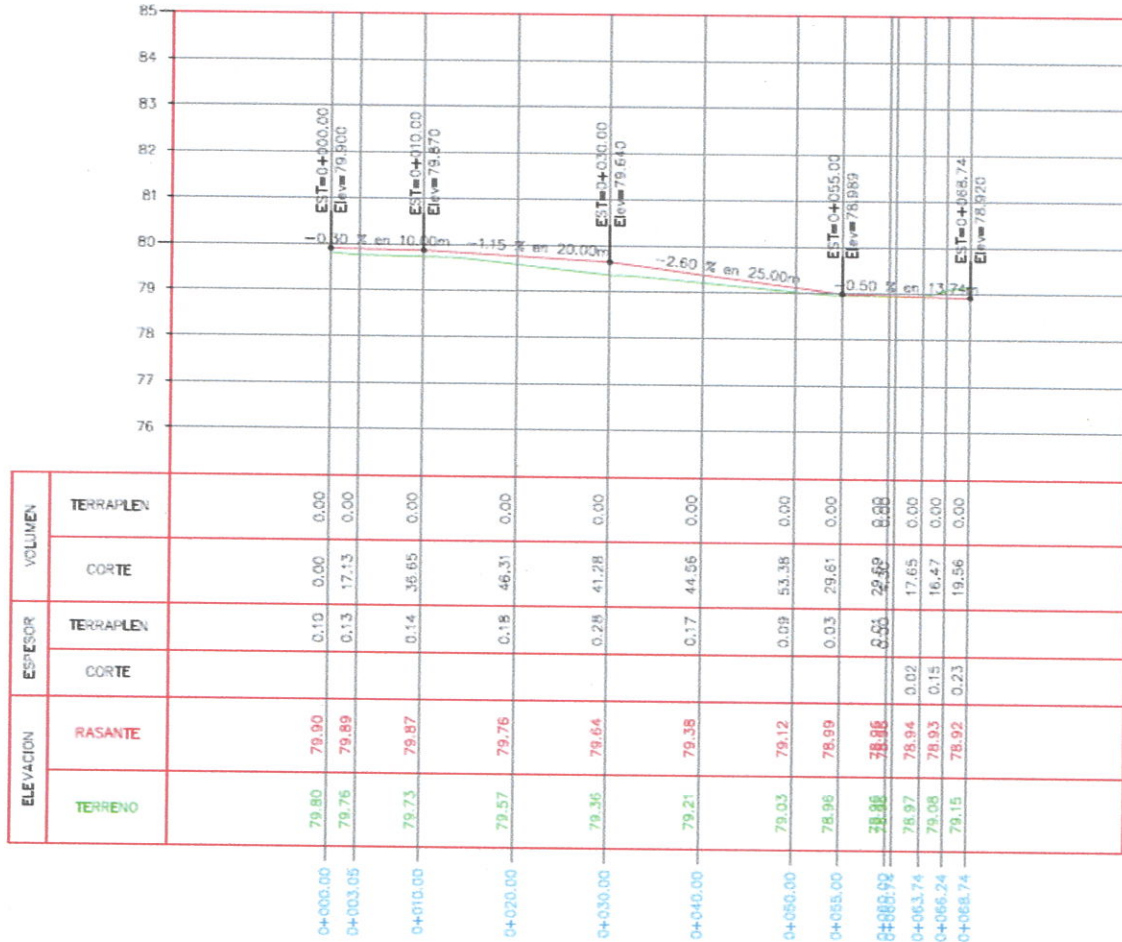 85
84
83
82
81
80
79
78
77
76
EST=0+000.00
Elev=79.900
EST=0+010.00
Elev=79.870
EST=0+030.00
Elev=79.640
EST=0+055.00
Elev=78.989
EST=0+068.74
Elev=78.920
-0.30 % en 10.00m
-1.15 % en 20.00m
-2.60 % en 25.00m
-0.50 % en 13.74m
VOLUMEN
TERRAPLEN 0.00 0.00 0.00 0.00 0.00 0.00 0.00 0.00 0.00 0.00 0.00 0.00
CORTE 0.00 17.13 36.65 46.31 41.28 44.56 53.38 29.61 29.69 17.65 16.47 19.56
ESPESOR
TERRAPLEN 0.10 0.13 0.14 0.18 0.28 0.17 0.09 0.03
CORTE 0.02 0.15 0.23
ELEVACION
RASANTE 79.90 79.89 79.87 79.76 79.64 79.38 79.12 78.99 78.94 78.93 78.92
TERRENO 79.80 79.76 79.73 79.57 79.36 79.21 79.03 78.96 78.97 79.08 79.15
0+000.00 0+003.05 0+010.00 0+020.00 0+030.00 0+040.00 0+050.00 0+055.00 0+063.74 0+066.24 0+068.74